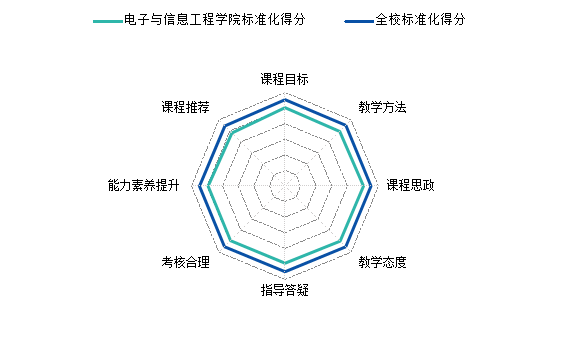 电子与信息工程学院标准化得分 全校标准化得分
课程目标
课程推荐 教学方法
能力素养提升 课程思政
考核合理 教学态度
指导答疑